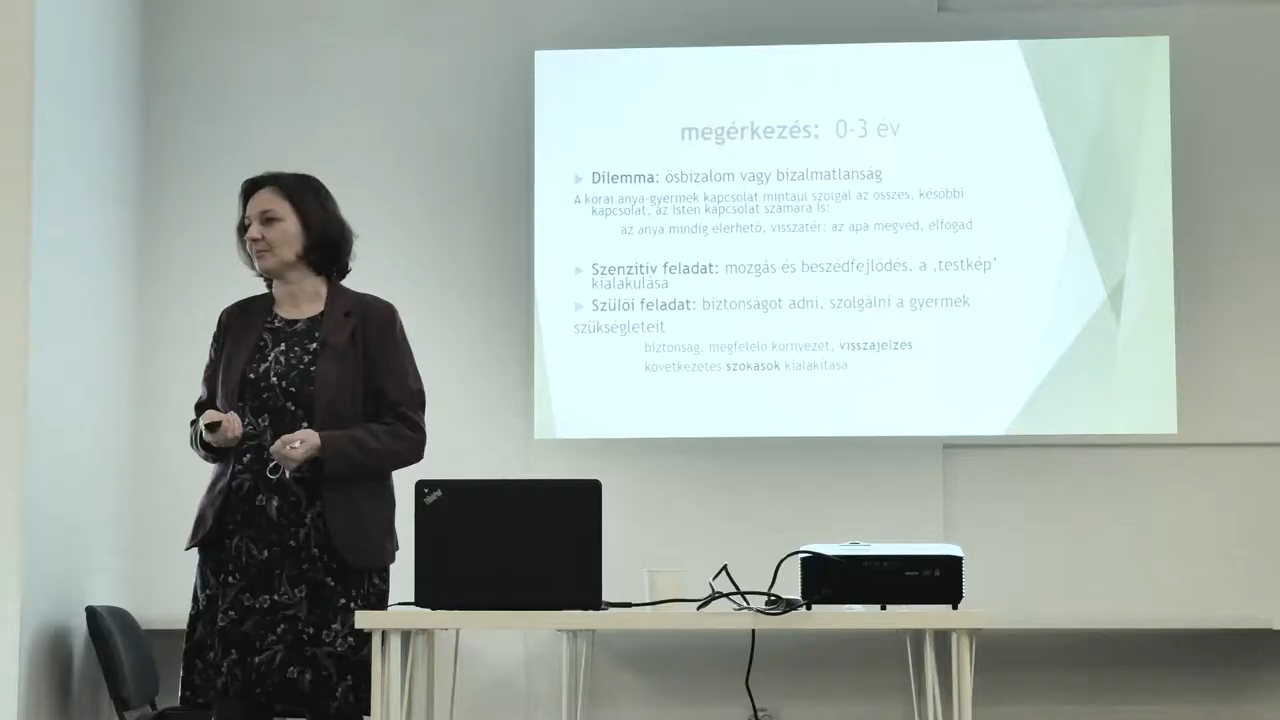 megérkezés: 0-3 év
Dilemma: ősbizalom vagy bizalmatlanság
A korai anya-gyermek kapcsolat mintául szolgál az összes, későbbi
kapcsolat, az Isten kapcsolat számára is:
az anya mindig elérhető, visszatér; az apa megvéd, elfogad
Szenzitív feladat: mozgás és beszédfejlődés, a ‚testkép’
kialakulása
Szülői feladat: biztonságot adni, szolgálni a gyermek
szükségleteit
biztonság, megfelelő környezet, visszajelzés
következetes szokások kialakítása
ThinkPad